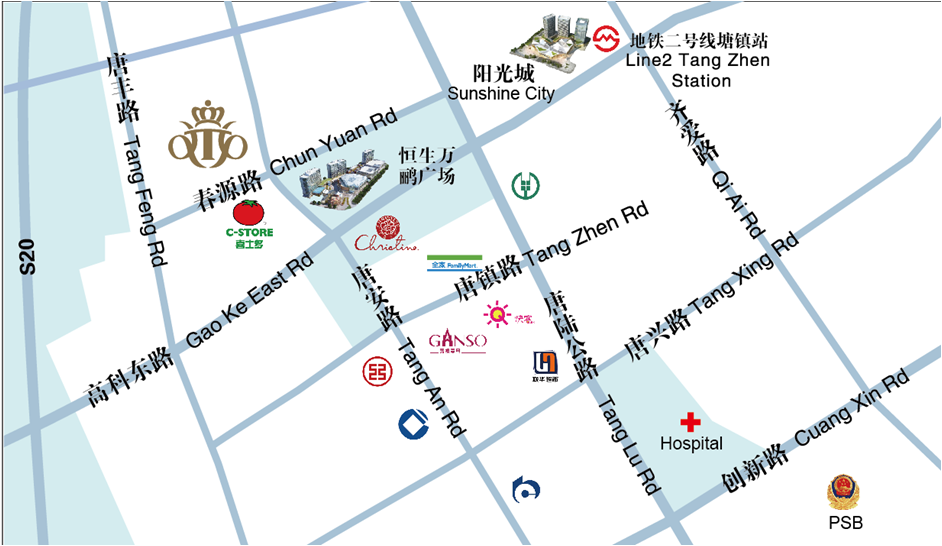 地铁二号线塘镇站
Line2 Tang Zhen
Station
阳光城
Sunshine City
唐丰路 Tang Feng Rd
春源路 Chun Yuan Rd
恒生万
鹏广场
齐爱路 Qi Ai Rd
C-STORE
喜士多
Christine
全家 FamilyMart
S20
高科东路 Gao Ke East Rd
唐安路 Tang An Rd
唐镇路 Tang Zhen Rd
唐陆公路 Tang Lu Rd
唐兴路 Tang Xing Rd
GANSO
Hospital
创新路 Cuang Xin Rd
PSB